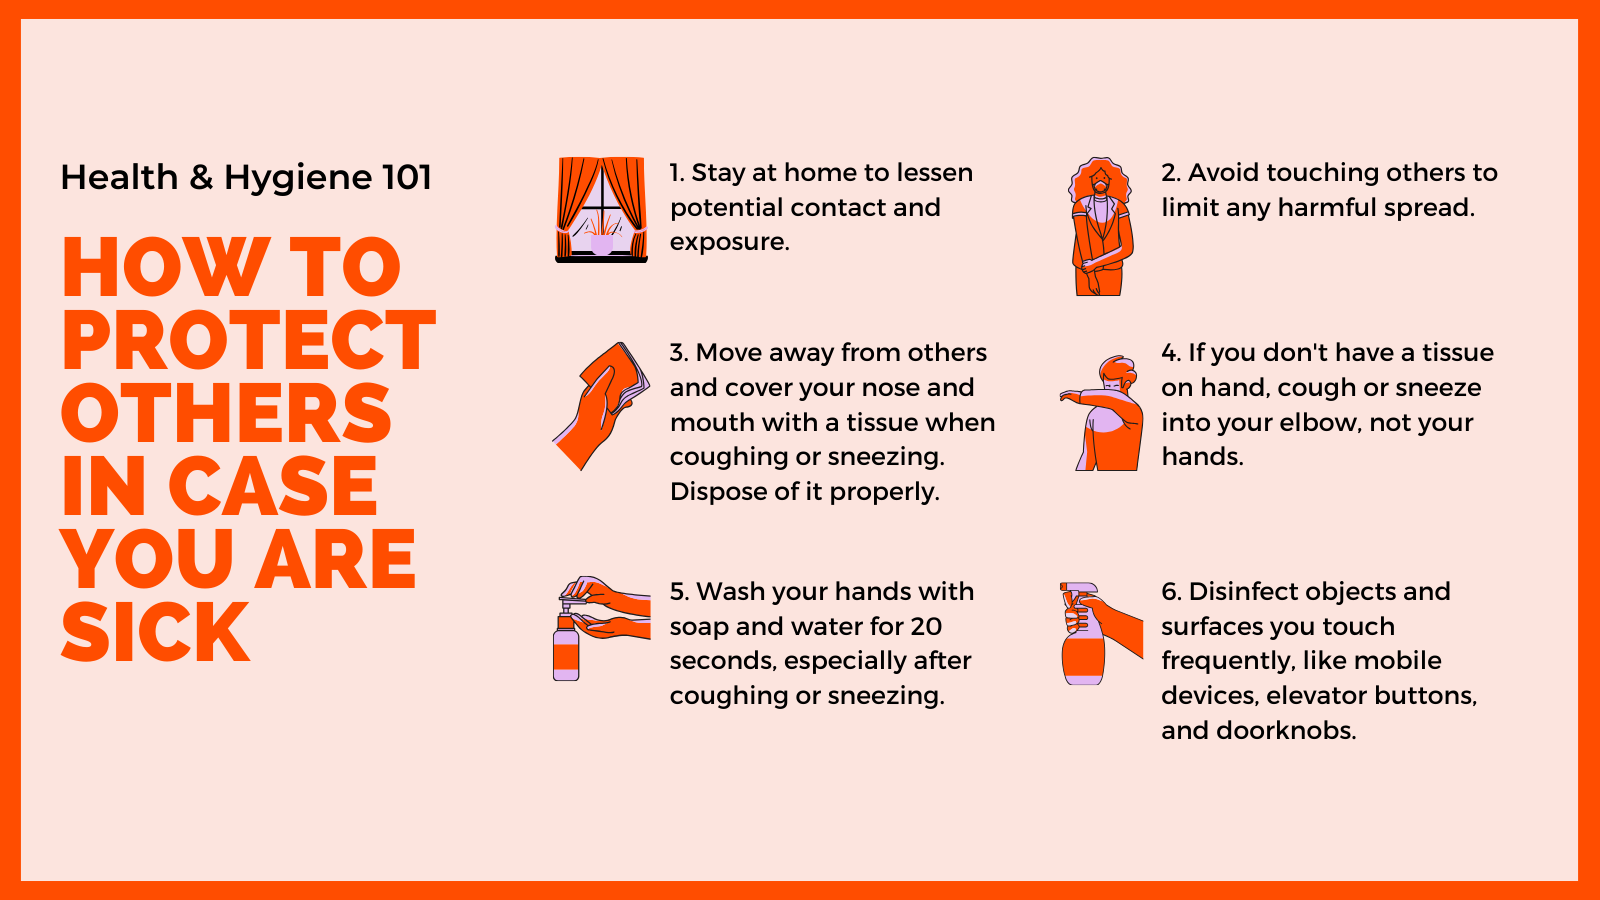 Health & Hygiene 101
HOW TO
PROTECT
OTHERS
IN CASE
YOU ARE
SICK
1. Stay at home to lessen
potential contact and
exposure.
2. Avoid touching others to
limit any harmful spread.
3. Move away from others
and cover your nose and
mouth with a tissue when
coughing or sneezing.
Dispose of it properly.
4. If you don't have a tissue
on hand, cough or sneeze
into your elbow, not your
hands.
5. Wash your hands with
soap and water for 20
seconds, especially after
coughing or sneezing.
6. Disinfect objects and
surfaces you touch
frequently, like mobile
devices, elevator buttons,
and doorknobs.